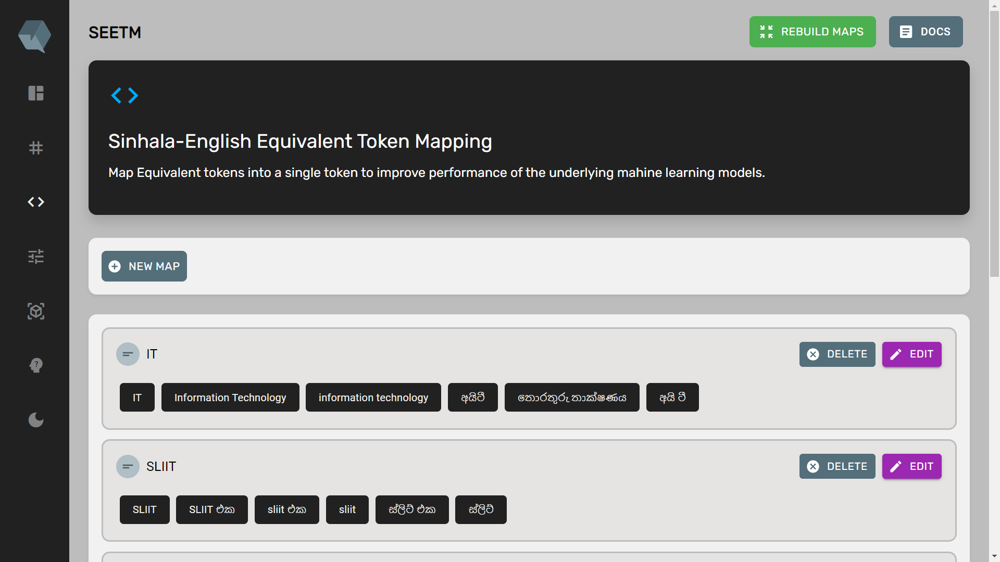 SEETM
REBUILD MAPS
DOCS
Sinhala-English Equivalent Token Mapping
Map Equivalent tokens into a single token to improve performance of the underlying mahine learning models.
NEW MAP
IT
DELETE
EDIT
IT
Information Technology
information technology
අයිටී
තොරතුරු තාක්ෂණය
අයි ටී
SLIIT
DELETE
EDIT
SLIIT
SLIIT එක
sliit එක
sliit
ස්ලිට් එක
ස්ලිට්